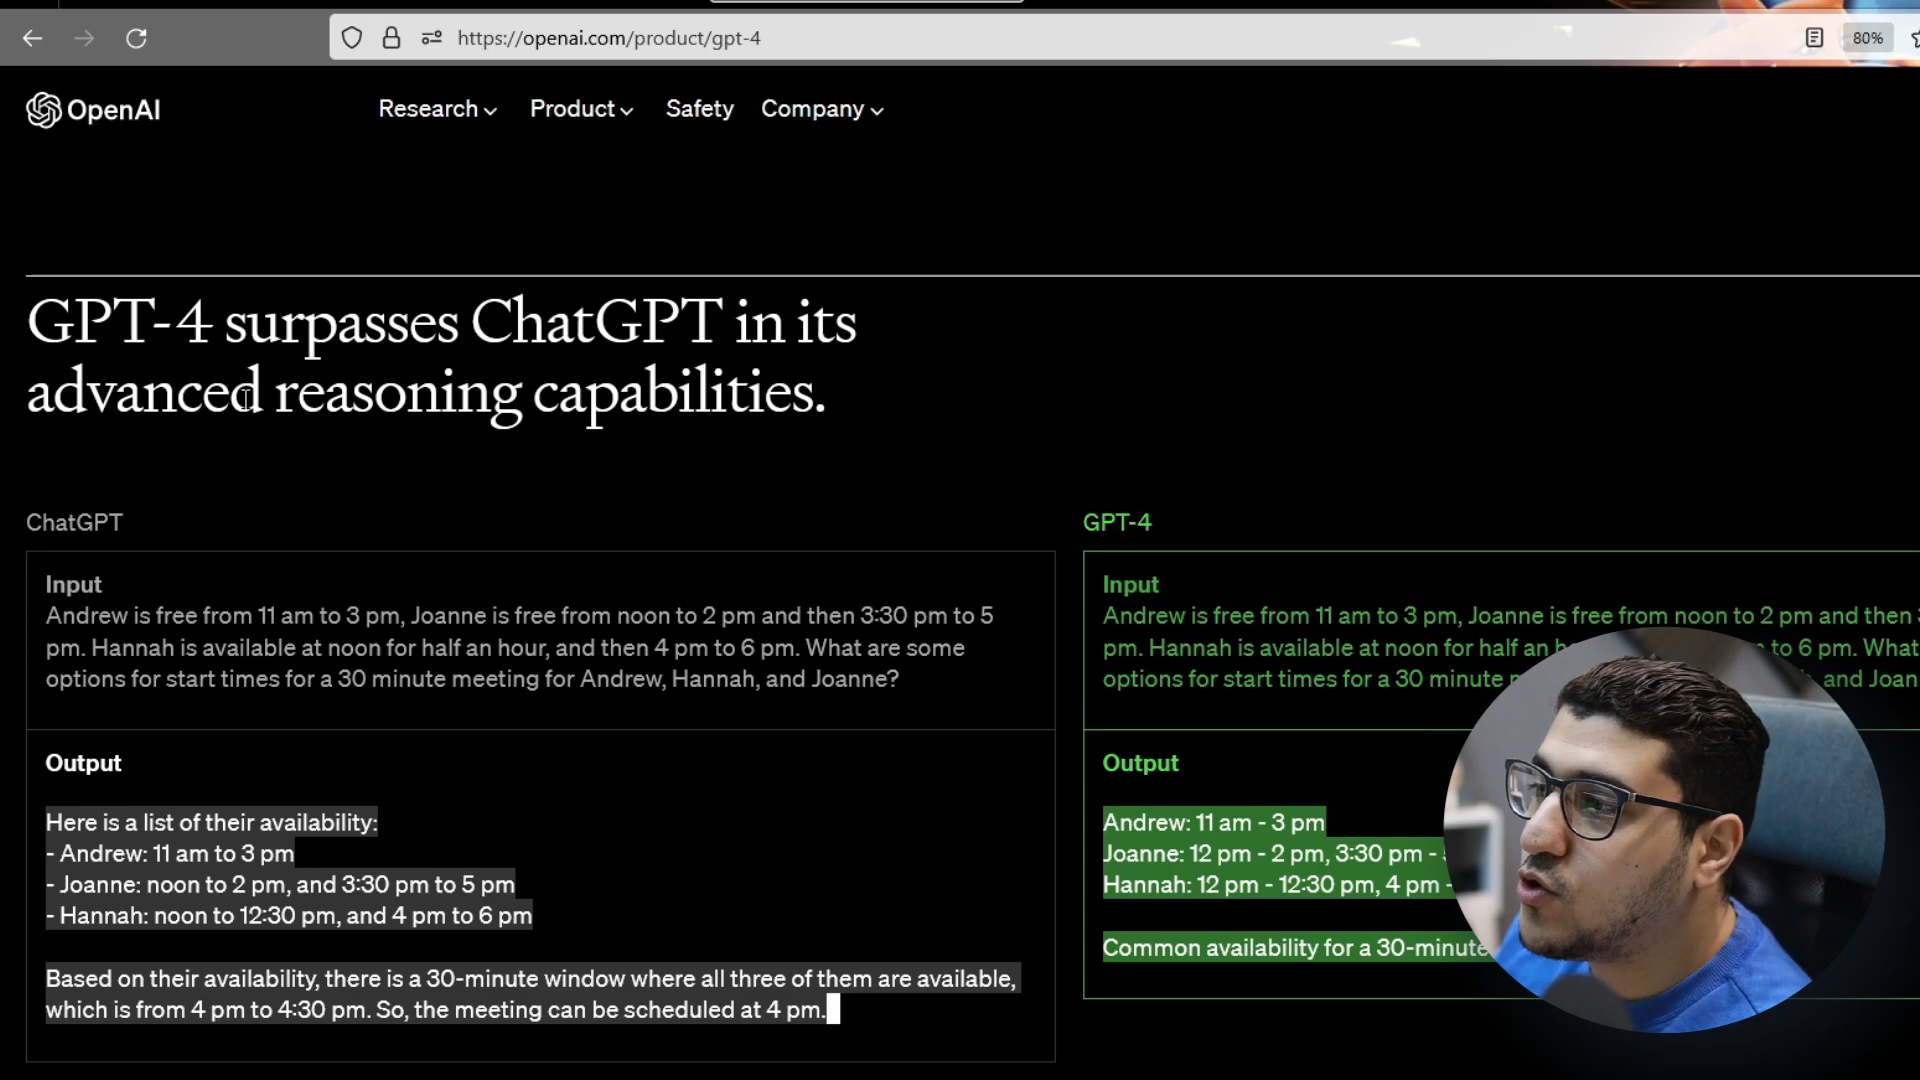 https://openai.com/product/gpt-4
80%
OpenAI
Research
Product
Safety
Company
GPT-4 surpasses ChatGPT in its
advanced reasoning capabilities.
ChatGPT
Input
Andrew is free from 11 am to 3 pm, Joanne is free from noon to 2 pm and then 3:30 pm to 5
pm. Hannah is available at noon for half an hour, and then 4 pm to 6 pm. What are some
options for start times for a 30 minute meeting for Andrew, Hannah, and Joanne?
Output
Here is a list of their availability:
- Andrew: 11 am to 3 pm
- Joanne: noon to 2 pm, and 3:30 pm to 5 pm
- Hannah: noon to 12:30 pm, and 4 pm to 6 pm
Based on their availability, there is a 30-minute window where all three of them are available,
which is from 4 pm to 4:30 pm. So, the meeting can be scheduled at 4 pm.
GPT-4
Input
Andrew is free from 11 am to 3 pm, Joanne is free from noon to 2 pm and then
pm. Hannah is available at noon for half an to 6 pm. What
options for start times for a 30 minute and Joan
Output
Andrew: 11 am - 3 pm
Joanne: 12 pm - 2 pm, 3:30 pm -
Hannah: 12 pm - 12:30 pm, 4 pm -
Common availability for a 30-minute